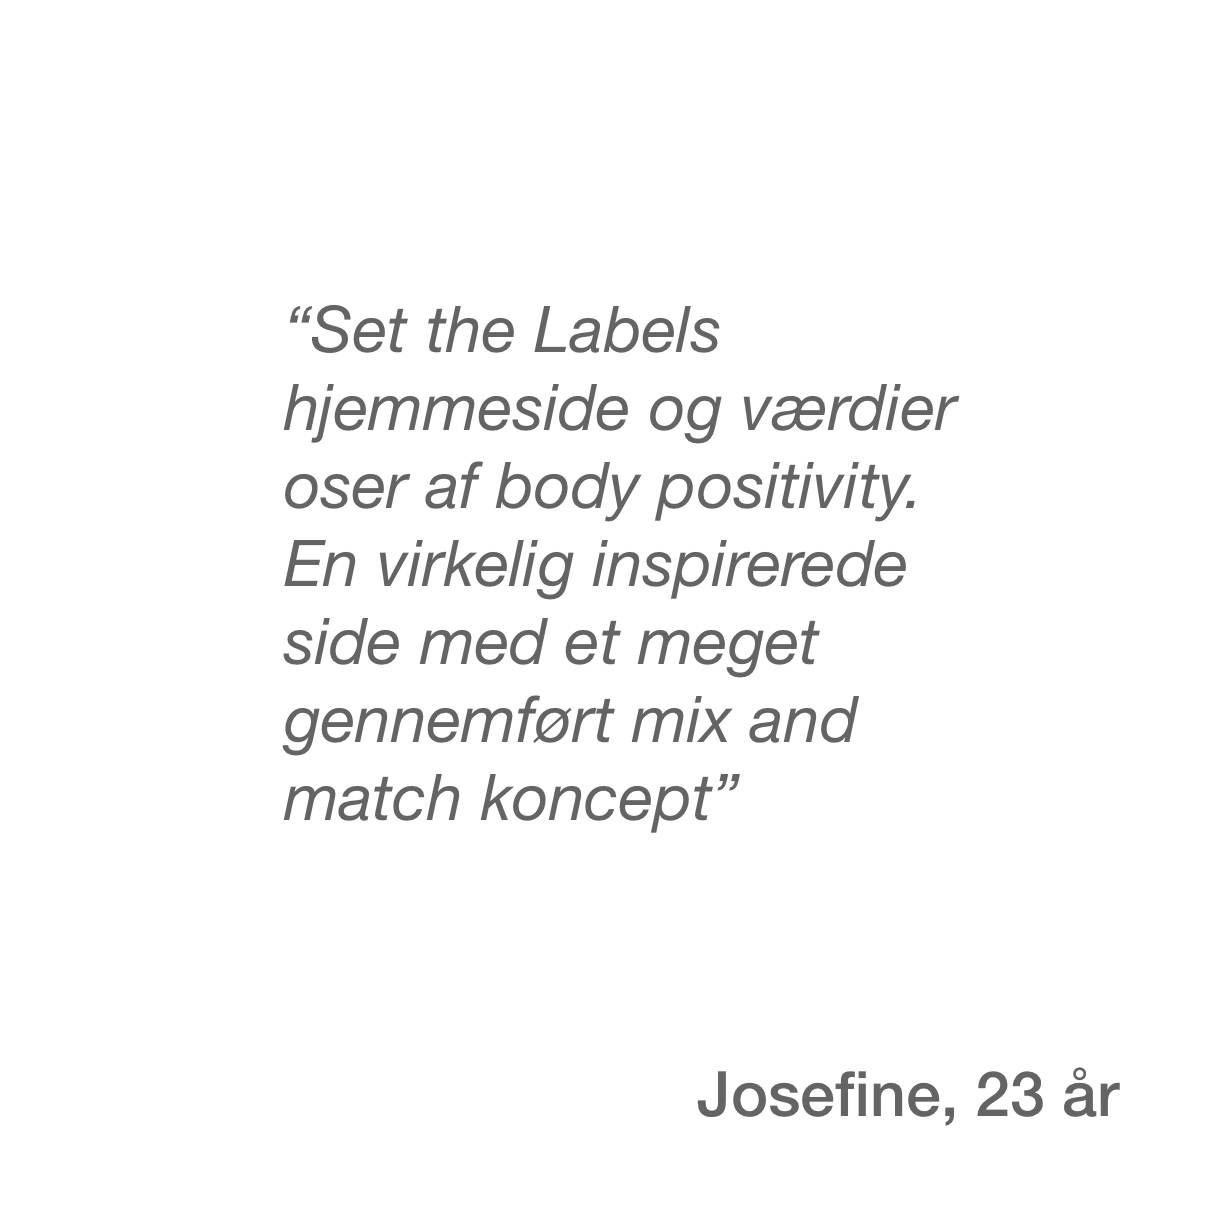 “Set the Labels
hjemmeside og værdier
oser af body positivity.
En virkelig inspirerede
side med et meget
gennemført mix and
match koncept”
Josefine, 23 år